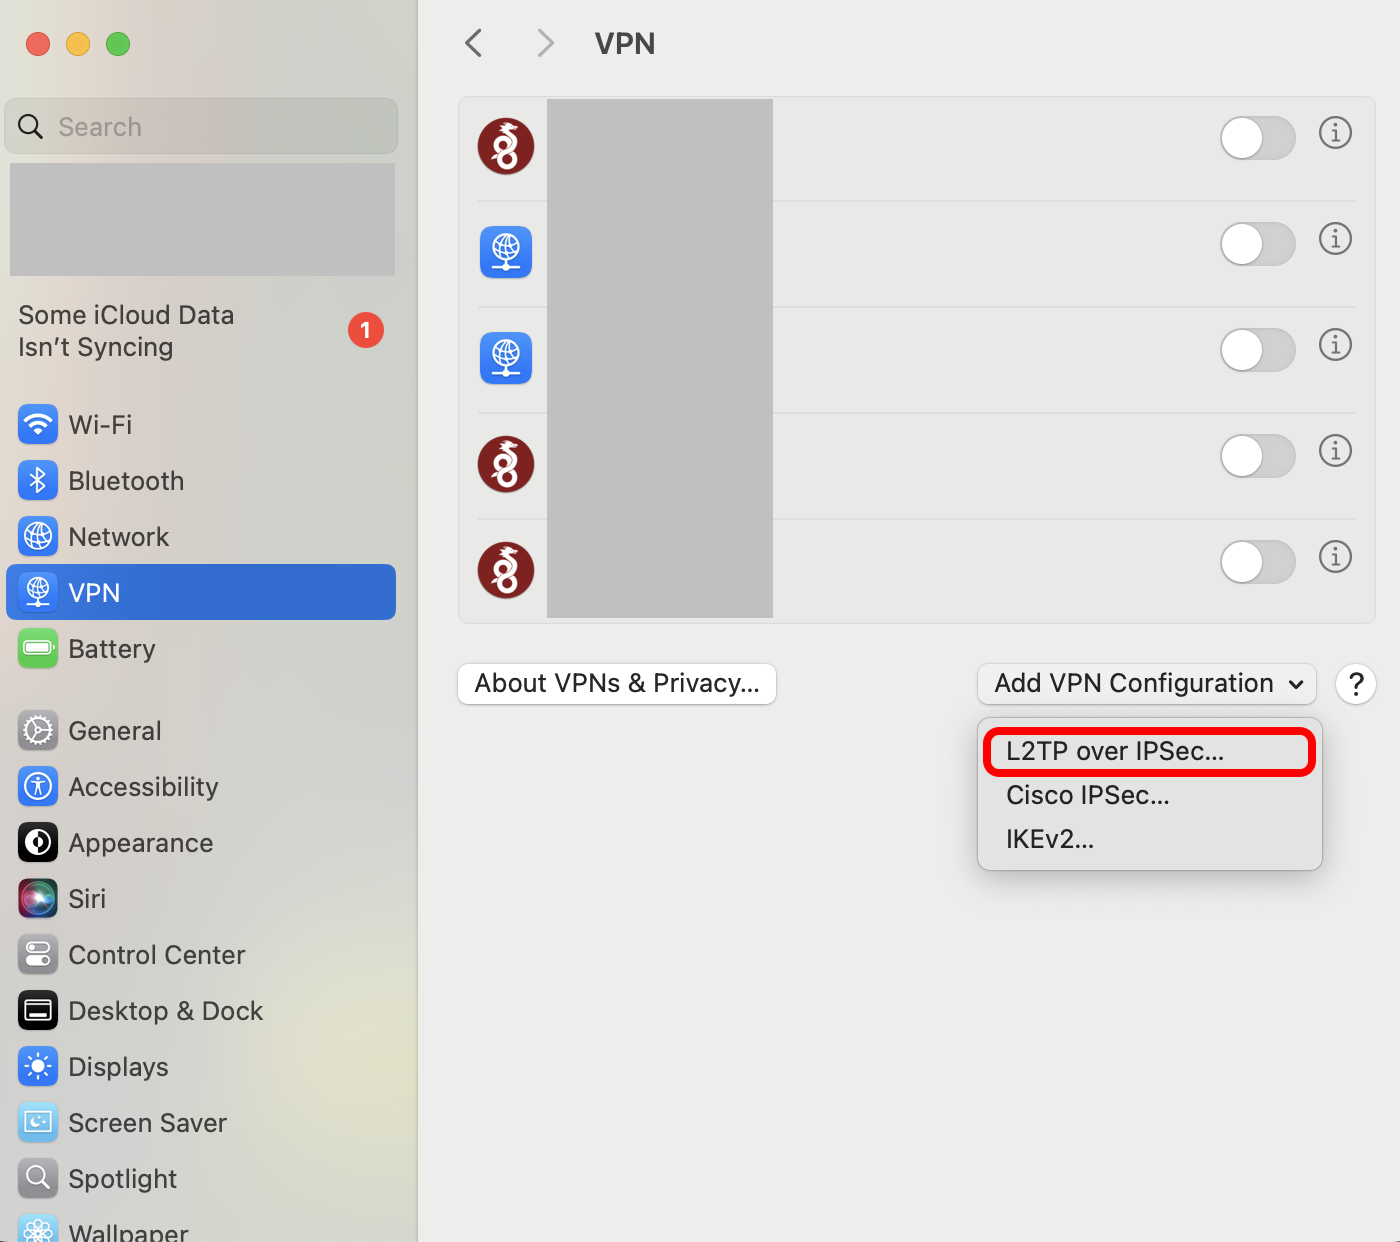 VPN
Search
Some iCloud Data
Isn't Syncing
1
Wi-Fi
Bluetooth
Network
VPN
Battery
General
Accessibility
Appearance
Siri
Control Center
Desktop & Dock
Displays
Screen Saver
Spotlight
Wallpaper
About VPNs & Privacy...
Add VPN Configuration
?
L2TP over IPSec...
Cisco IPSec...
IKEv2...